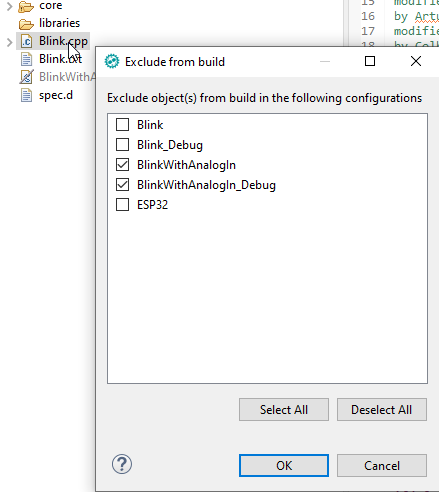 core
libraries
Blink.cpp
Blink.txt
BlinkWithA
spec.d
15 modifie
16 by Artu
17 modifie
18 by Colb
Exclude from build
Exclude object(s) from build in the following configurations
Blink
Blink_Debug
BlinkWithAnalogIn
BlinkWithAnalogIn_Debug
ESP32
Select All
Deselect All
?
OK
Cancel